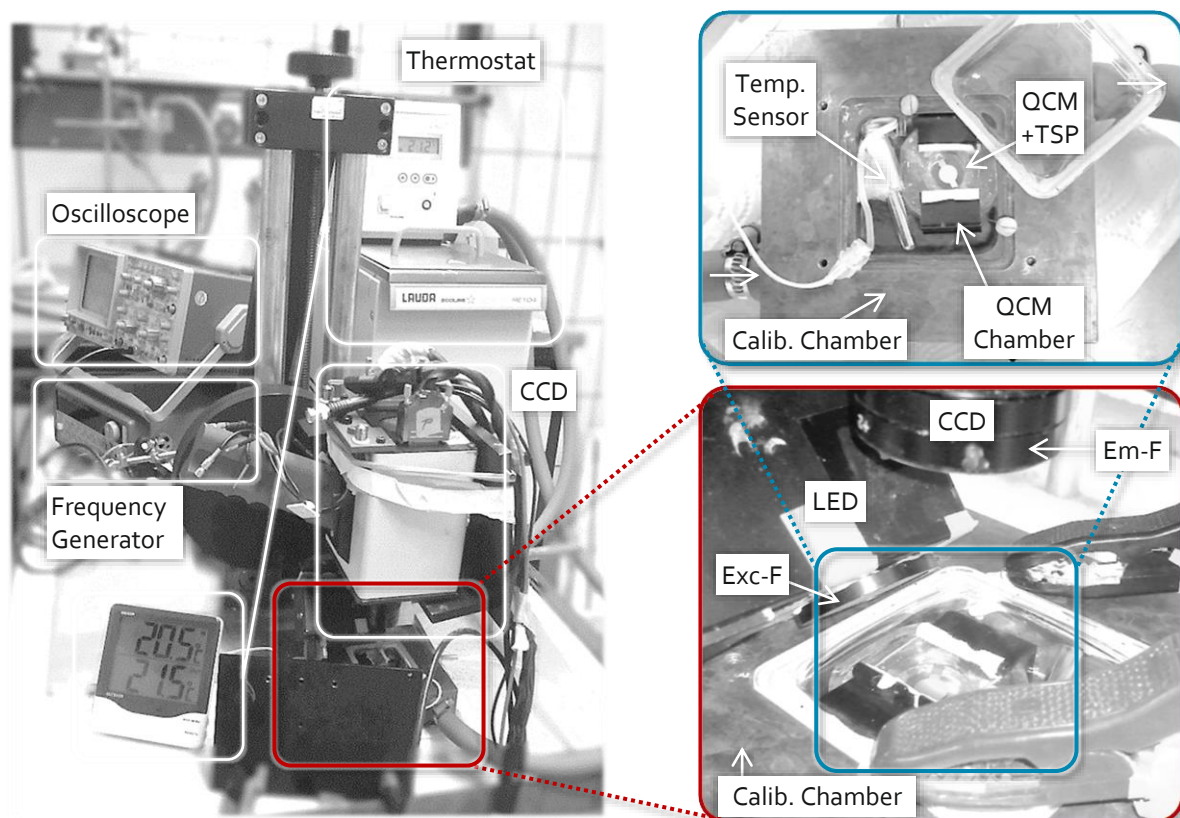 Thermostat
212
Oscilloscope
LAUDA
CCD
Frequency
Generator
20.5
21.5
Temp.
Sensor
QCM
+TSP
QCM
Chamber
Calib. Chamber
CCD
Em-F
LED
Exc-F
Calib. Chamber